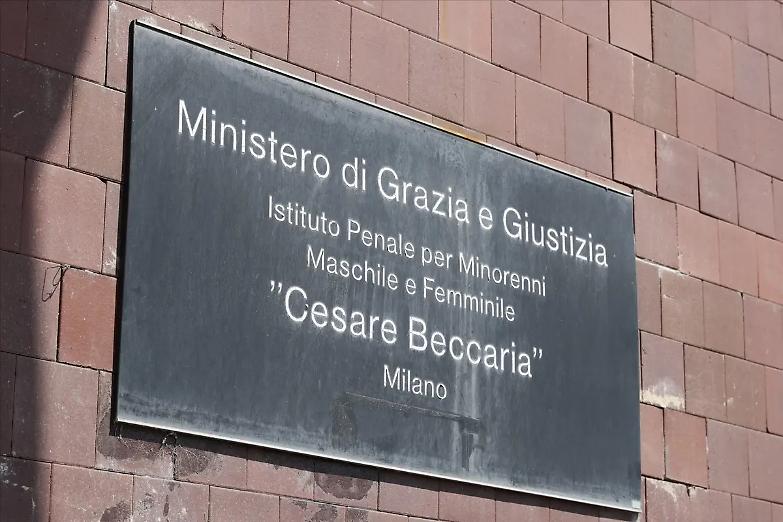 Ministero di Grazia e Giustizia
Istituto Penale per Minorenni
Maschile e Femminile
”Cesare Beccaria”
Milano